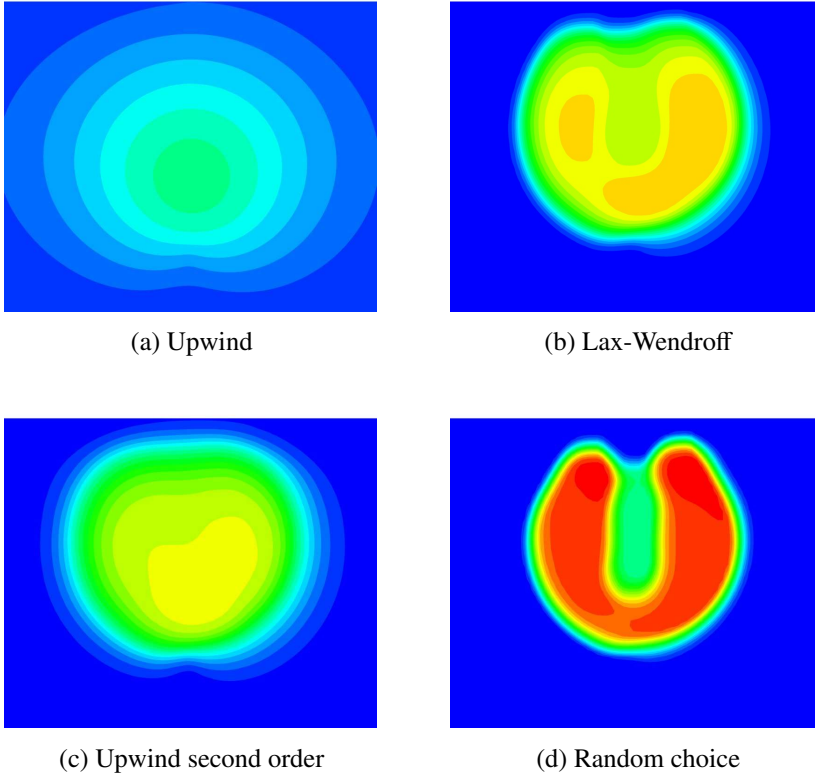 (a) Upwind
(b) Lax-Wendroff
(c) Upwind second order
(d) Random choice